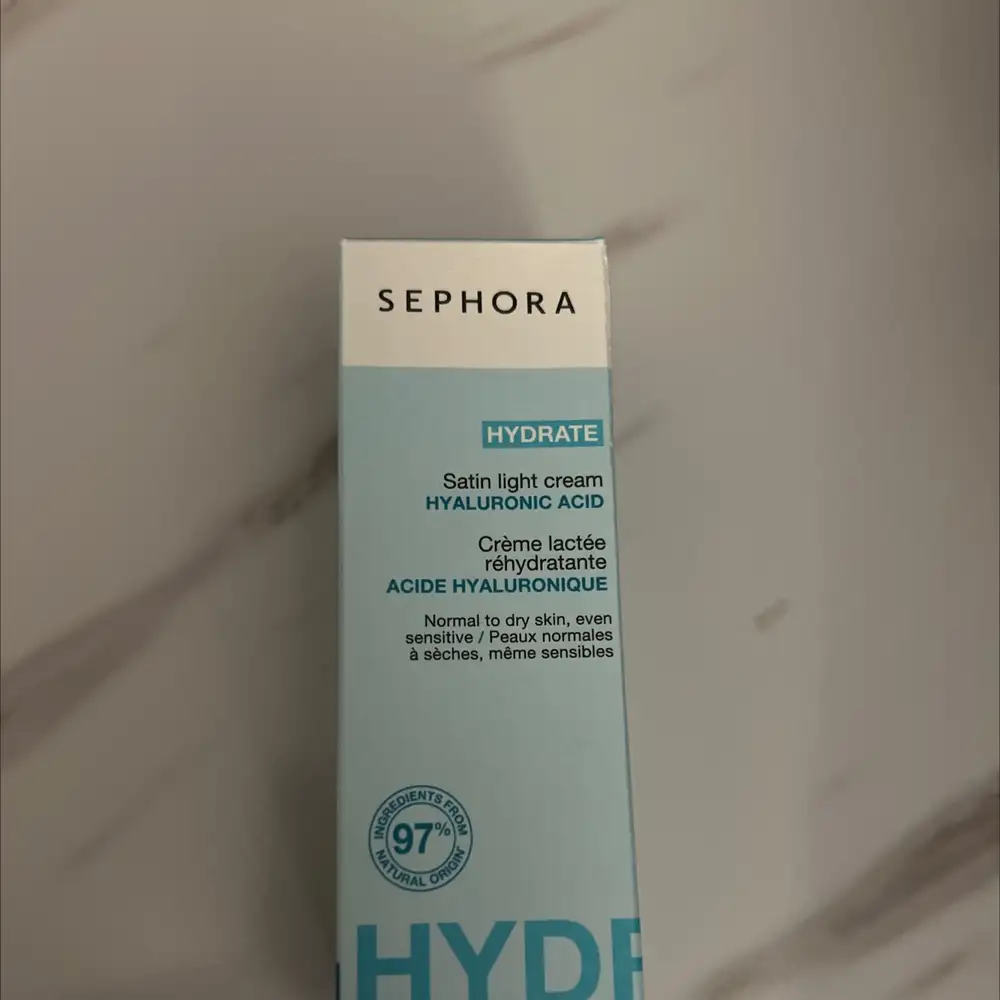 SEPHORA
HYDRATE
Satin light cream
HYALURONIC ACID
Crème lactée
réhydratante
ACIDE HYALURONIQUE
Normal to dry skin, even
sensitive / Peaux normales
à sèches, même sensibles
INGREDIENTS FROM
97%
NATURAL ORIGIN*
HYDR